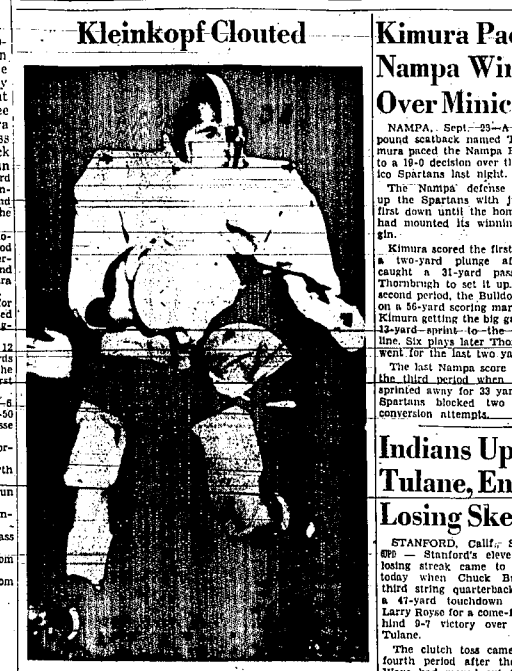 Kleinkopf Clouted
Kimura Pac
Nampa Win
Over Minic
NAMPA, Sept. 23—A
pound scatback named T
mura paced the Nampa B
to a 19-0 decision over th
ico Spartans last night.
The Nampa defense
up the Spartans with j
first down until the hom
had mounted its winnin
gin.
Kimura scored the first
a two-yard plunge af
caught a 31-yard pass
Thornbrugh to set it up.
second period, the Bulldo
on a 56-yard scoring mar
Kimura getting the big g
13-yard sprint to the
line. Six plays later Thor
went for the last two ya
The last Nampa score
the third period when
sprinted away for 33 yar
Spartans blocked two
conversion attempts.
Indians Up
Tulane, En
Losing Ske
STANFORD, Calif., S
— Stanford's eleve
losing streak came to
today when Chuck Bu
third string quarterback
a 47-yard touchdown
Larry Royse for a come-f
hind 9-7 victory over
Tulane.
The clutch toss came
fourth period after th